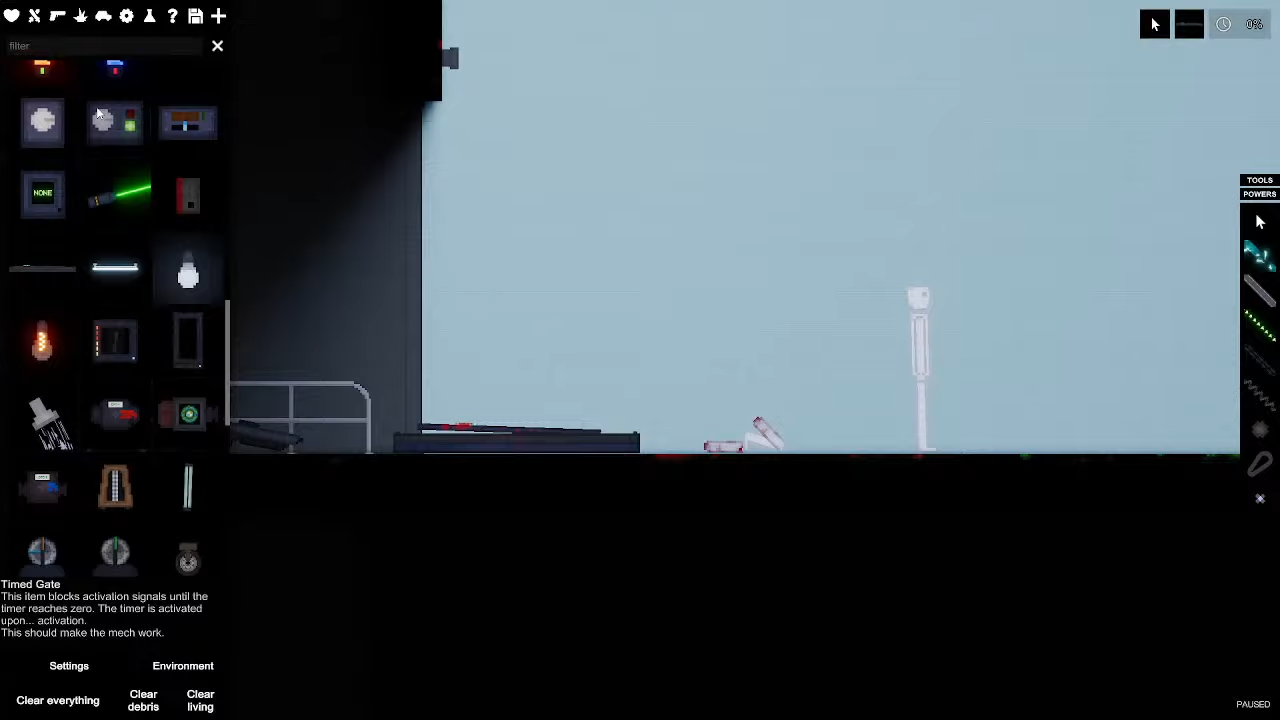 filter
0%
NONE
TOOLS
POWERS
Timed Gate
This item blocks activation signals until the
timer reaches zero. The timer is activated
upon... activation.
This should make the mech work.
Settings
Environment
Clear everything
Clear
debris
Clear
living
PAUSED